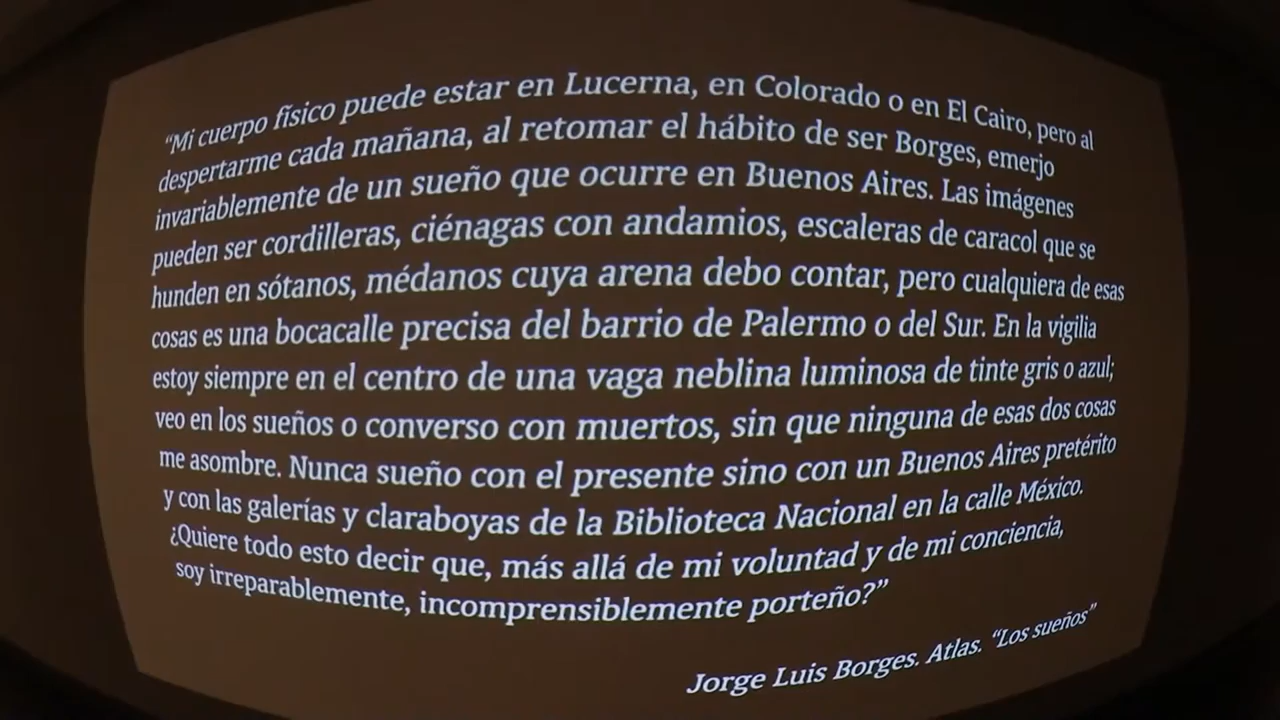 “Mi cuerpo físico puede estar en Lucerna, en Colorado o en El Cairo, pero al
despertarme cada mañana, al retomar el hábito de ser Borges, emerjo
invariablemente de un sueño que ocurre en Buenos Aires. Las imágenes
pueden ser cordilleras, ciénagas con andamios, escaleras de caracol que se
hunden en sótanos, médanos cuya arena debo contar, pero cualquiera de esas
cosas es una bocacalle precisa del barrio de Palermo o del Sur. En la vigilia
estoy siempre en el centro de una vaga neblina luminosa de tinte gris o azul;
veo en los sueños o converso con muertos, sin que ninguna de esas dos cosas
me asombre. Nunca sueño con el presente sino con un Buenos Aires pretérito
y con las galerías y claraboyas de la Biblioteca Nacional en la calle México.
¿Quiere todo esto decir que, más allá de mi voluntad y de mi conciencia,
soy irreparablemente, incomprensiblemente porteño?”
Jorge Luis Borges. Atlas. “Los sueños”